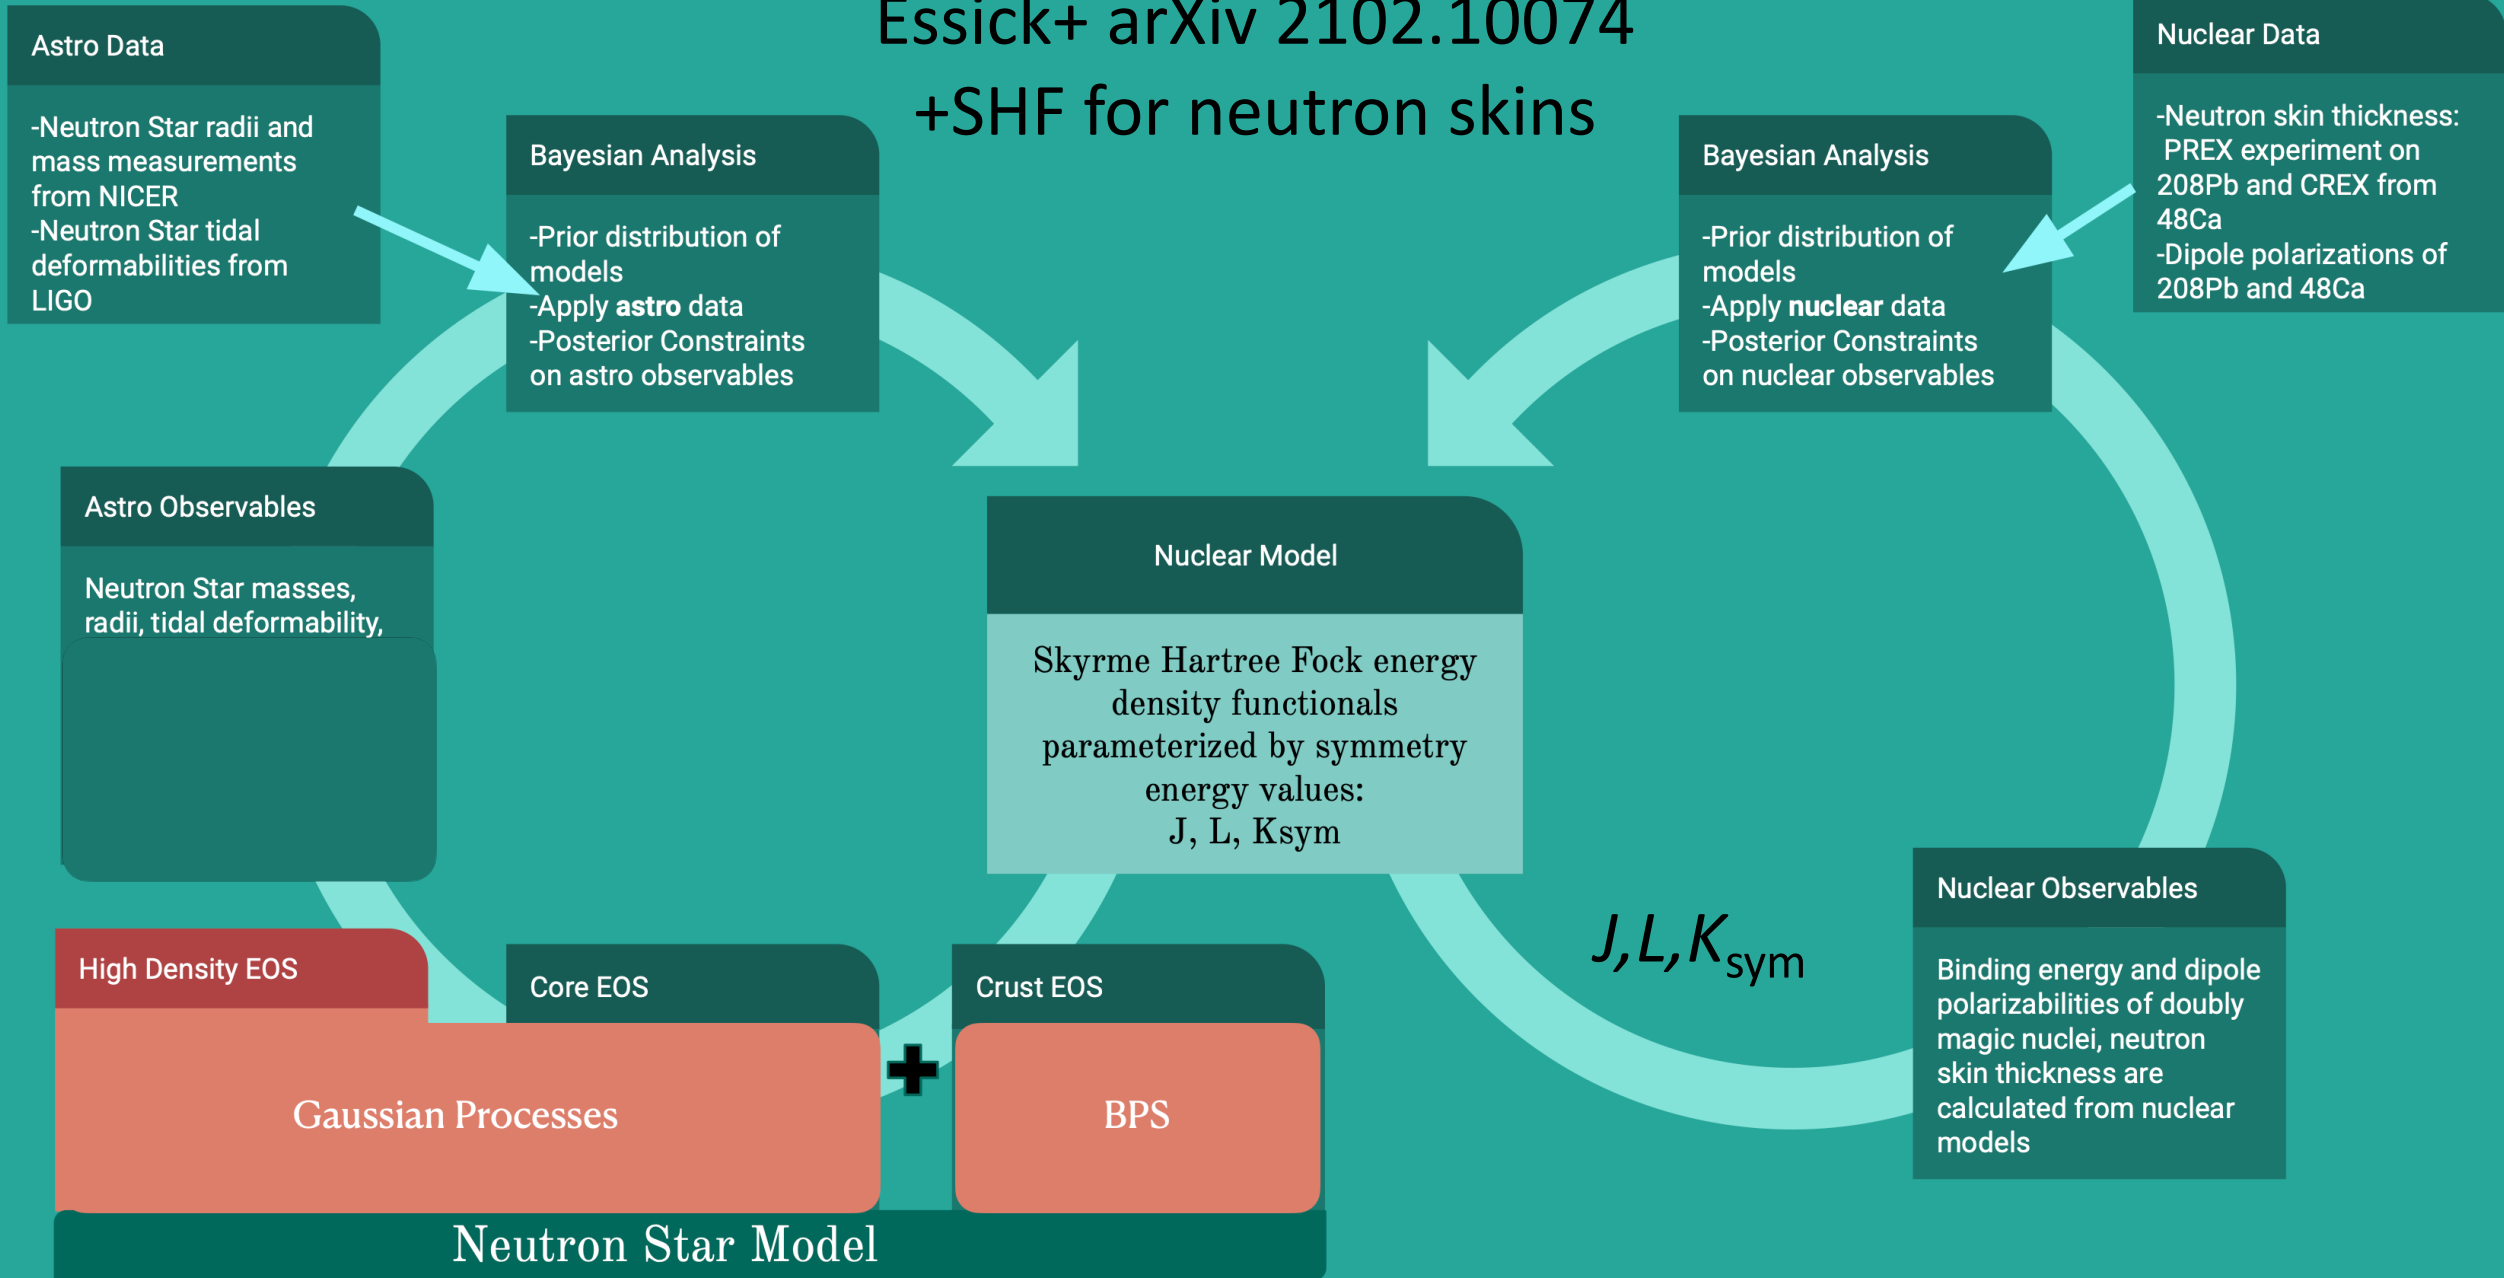 Essick+ arXiv 2102.10074
+SHF for neutron skins
Astro Data
-Neutron Star radii and
mass measurements
from NICER
-Neutron Star tidal
deformabilities from
LIGO
Bayesian Analysis
-Prior distribution of
models
-Apply astro data
-Posterior Constraints
on astro observables
Bayesian Analysis
-Prior distribution of
models
-Apply nuclear data
-Posterior Constraints
on nuclear observables
Nuclear Data
-Neutron skin thickness:
PREX experiment on
208Pb and CREX from
48Ca
-Dipole polarizations of
208Pb and 48Ca
Astro Observables
Neutron Star masses,
radii, tidal deformability,
Nuclear Model
Skyrme Hartree Fock energy
density functionals
parameterized by symmetry
energy values:
J, L, Ksym
J,L,Ksym
Nuclear Observables
Binding energy and dipole
polarizabilities of doubly
magic nuclei, neutron
skin thickness are
calculated from nuclear
models
High Density EOS
Core EOS
Crust EOS
Gaussian Processes
BPS
Neutron Star Model